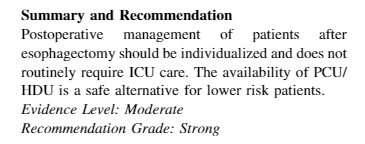 Summary and Recommendation
Postoperative management of patients after
esophagectomy should be individualized and does not
routinely require ICU care. The availability of PCU/
HDU is a safe alternative for lower risk patients.
Evidence Level: Moderate
Recommendation Grade: Strong